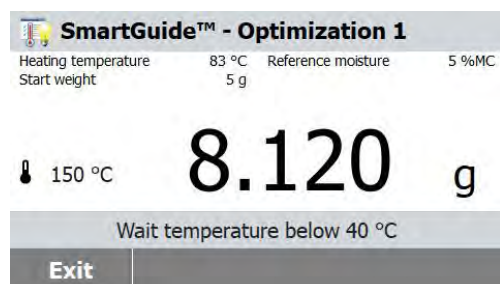 SmartGuide™ - Optimization 1
Heating temperature 83 °C Reference moisture 5 %MC
Start weight 5 g
150 °C 8.120 g
Wait temperature below 40 °C
Exit